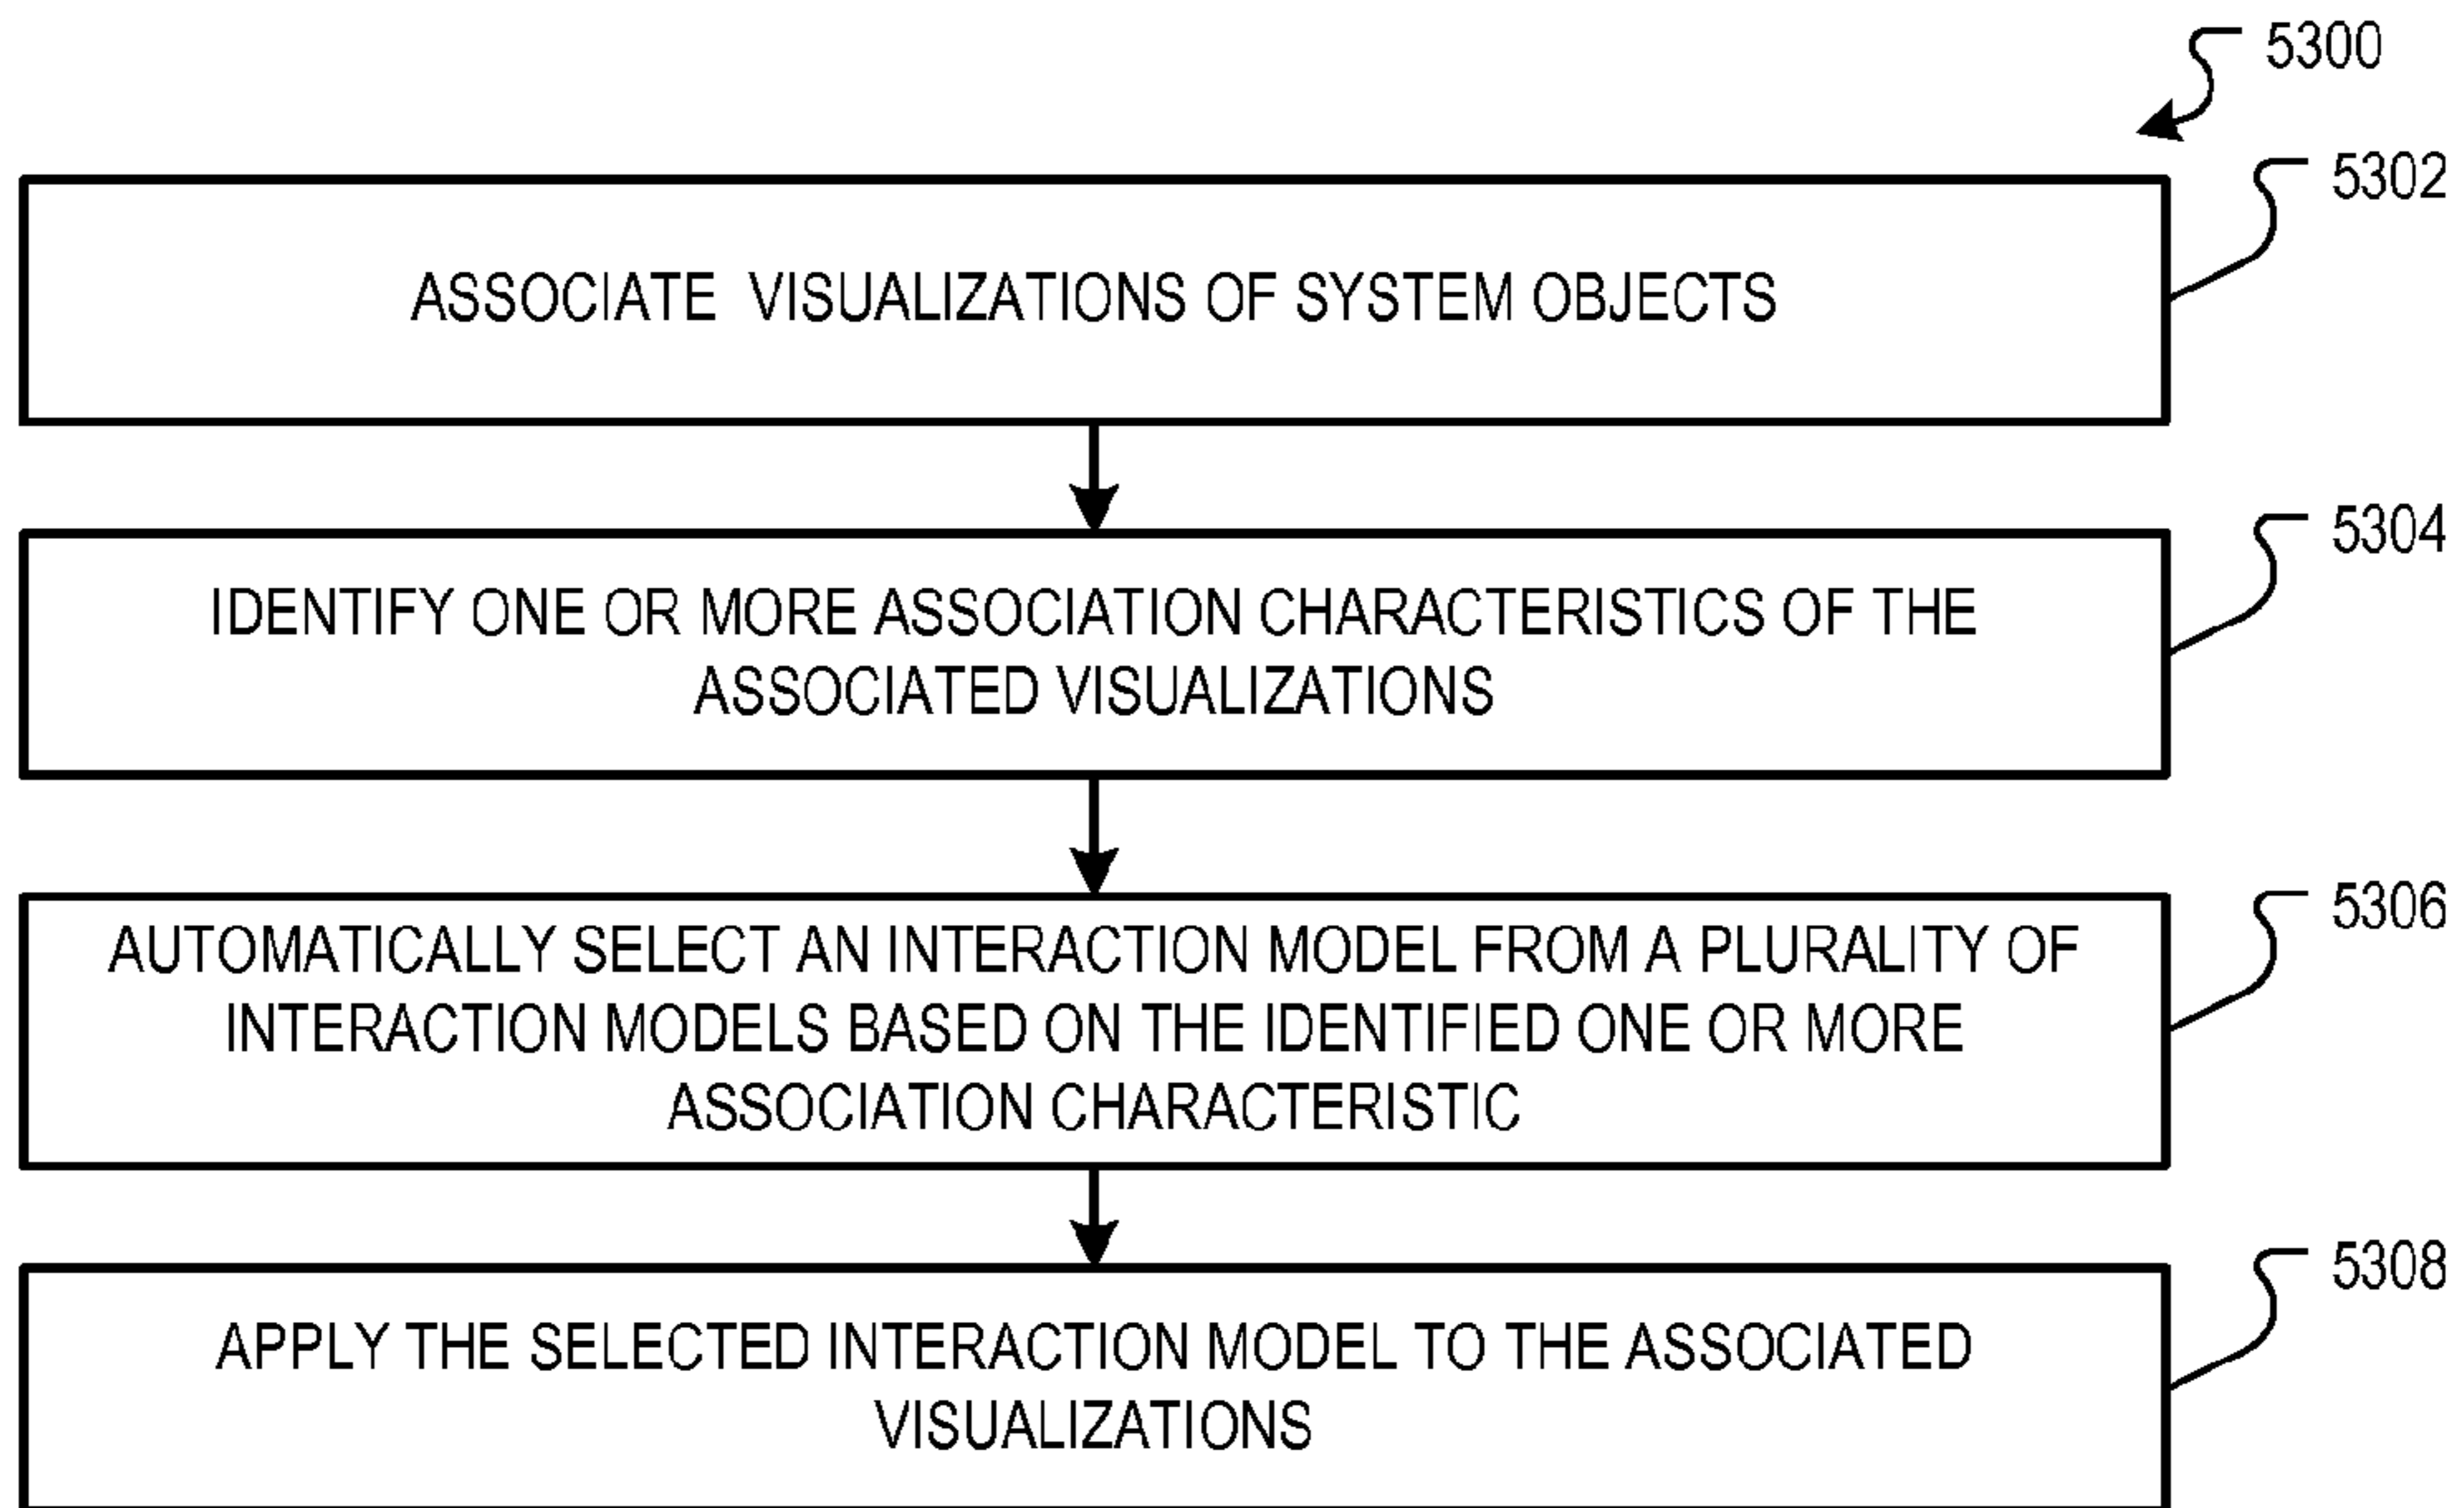 5300
5302
ASSOCIATE VISUALIZATIONS OF SYSTEM OBJECTS
5304
IDENTIFY ONE OR MORE ASSOCIATION CHARACTERISTICS OF THE
ASSOCIATED VISUALIZATIONS
5306
AUTOMATICALLY SELECT AN INTERACTION MODEL FROM A PLURALITY OF
INTERACTION MODELS BASED ON THE IDENTIFIED ONE OR MORE
ASSOCIATION CHARACTERISTIC
5308
APPLY THE SELECTED INTERACTION MODEL TO THE ASSOCIATED
VISUALIZATIONS